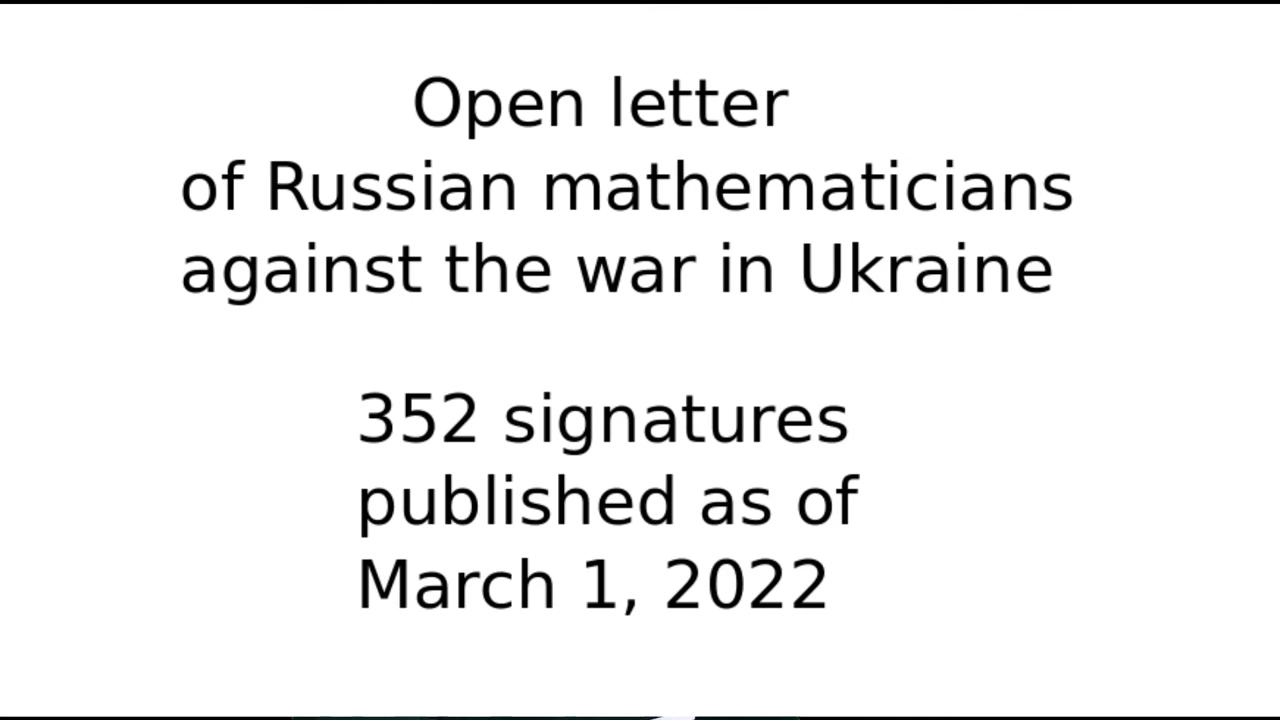 Open letter
of Russian mathematicians
against the war in Ukraine
352 signatures
published as of
March 1, 2022